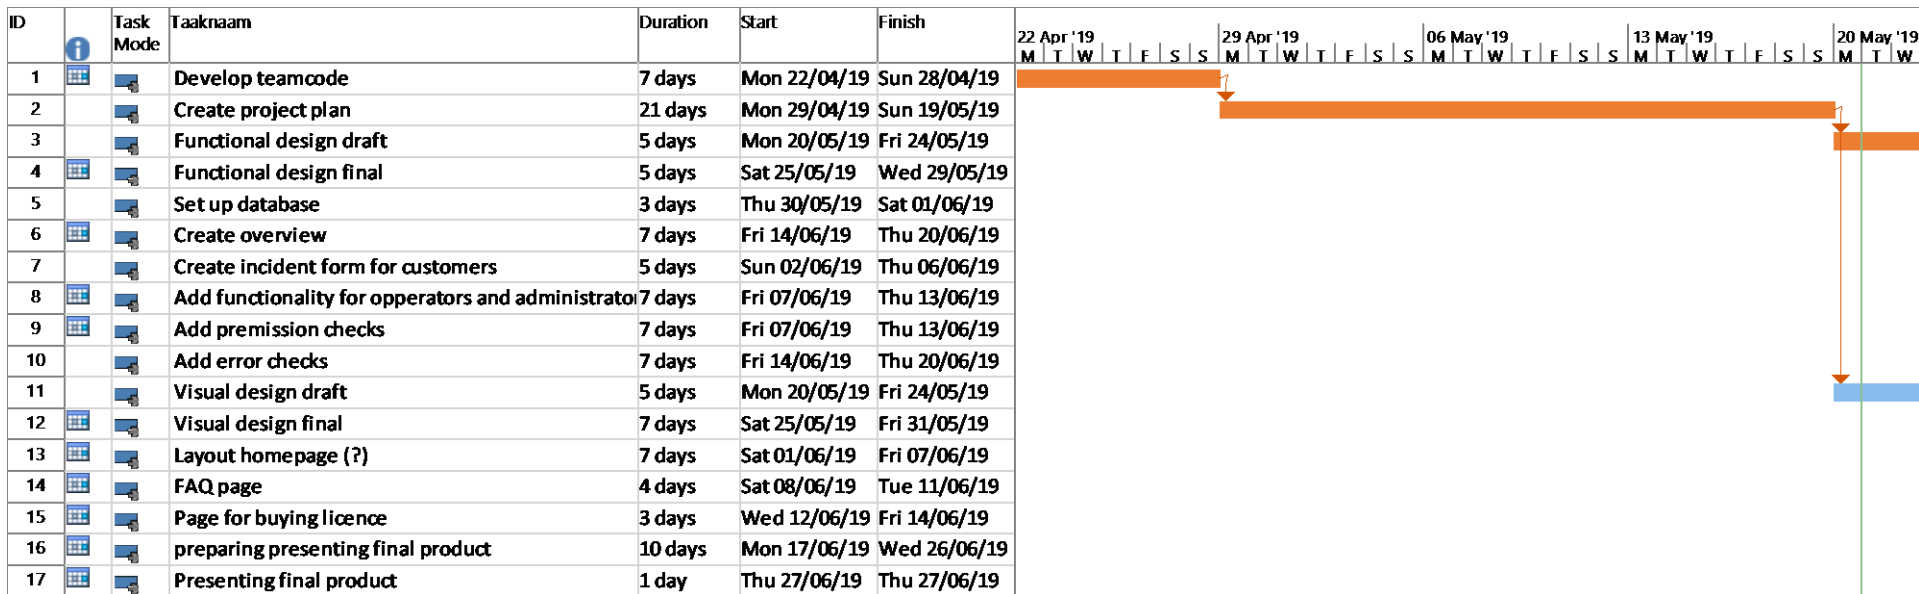 ID Task Mode Taaknaam Duration Start Finish
22 Apr '19 29 Apr '19 06 May '19 13 May '19 20 May '19
M T W T F S S M T W T F S S M T W T F S S M T W T F S S M T W
1 Develop teamcode 7 days Mon 22/04/19 Sun 28/04/19
2 Create project plan 21 days Mon 29/04/19 Sun 19/05/19
3 Functional design draft 5 days Mon 20/05/19 Fri 24/05/19
4 Functional design final 5 days Sat 25/05/19 Wed 29/05/19
5 Set up database 3 days Thu 30/05/19 Sat 01/06/19
6 Create overview 7 days Fri 14/06/19 Thu 20/06/19
7 Create incident form for customers 5 days Sun 02/06/19 Thu 06/06/19
8 Add functionality for opperators and administrator 7 days Fri 07/06/19 Thu 13/06/19
9 Add premission checks 7 days Fri 07/06/19 Thu 13/06/19
10 Add error checks 7 days Fri 14/06/19 Thu 20/06/19
11 Visual design draft 5 days Mon 20/05/19 Fri 24/05/19
12 Visual design final 7 days Sat 25/05/19 Fri 31/05/19
13 Layout homepage (?) 7 days Sat 01/06/19 Fri 07/06/19
14 FAQ page 4 days Sat 08/06/19 Tue 11/06/19
15 Page for buying licence 3 days Wed 12/06/19 Fri 14/06/19
16 preparing presenting final product 10 days Mon 17/06/19 Wed 26/06/19
17 Presenting final product 1 day Thu 27/06/19 Thu 27/06/19